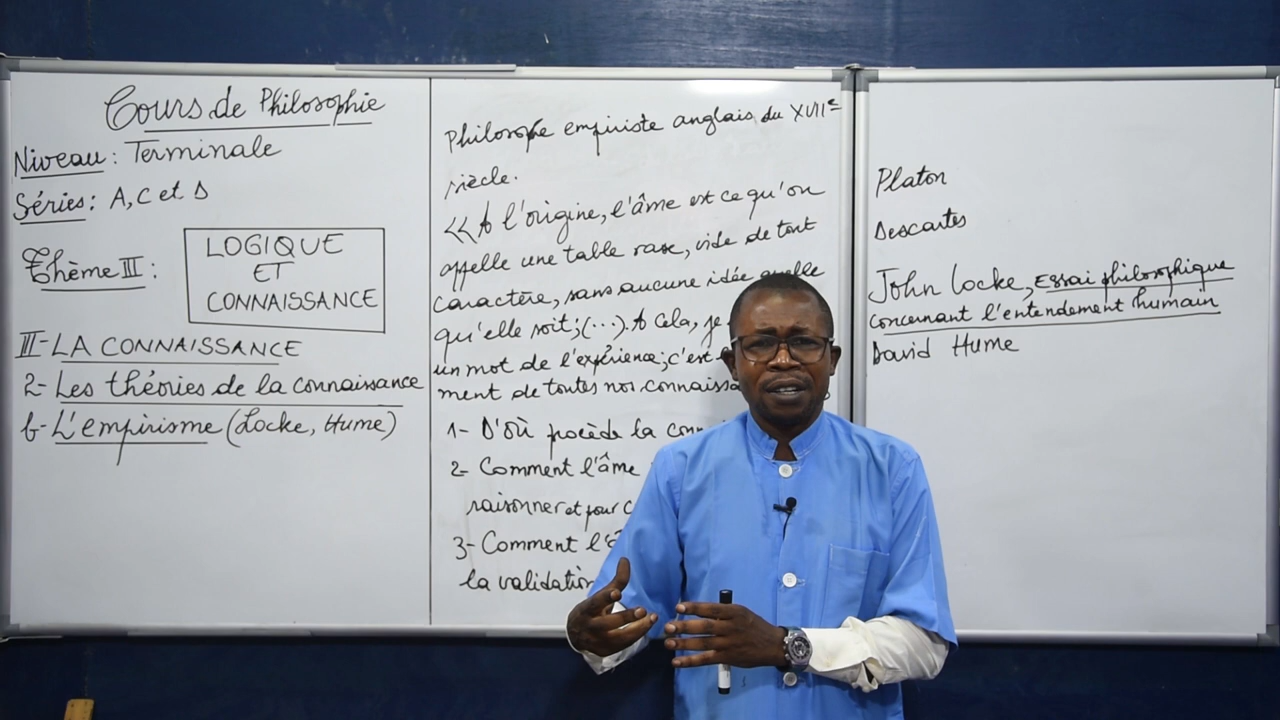 Cours de Philosophie
Niveau : Terminale
Séries : A, C et D
Thème III :
LOGIQUE
ET
CONNAISSANCE
III- LA CONNAISSANCE
2- Les théories de la connaissance
b- L'empirisme (Locke, Hume)
Philosophe empiriste anglais du XVIIe
siècle.
<< A l'origine, l'âme est ce qu'on
appelle une table rase, vide de tout
caractère, sans aucune idée quelle
qu'elle soit ; (...). A cela, je
un mot de l'expérience ; c'est
ment de toutes nos
1- D'où procède la
2- Comment l'âme
raisonner et pour
3- Comment
la validation
Platon
Descartes
John Locke, Essai philosophique
concernant l'entendement humain
David Hume